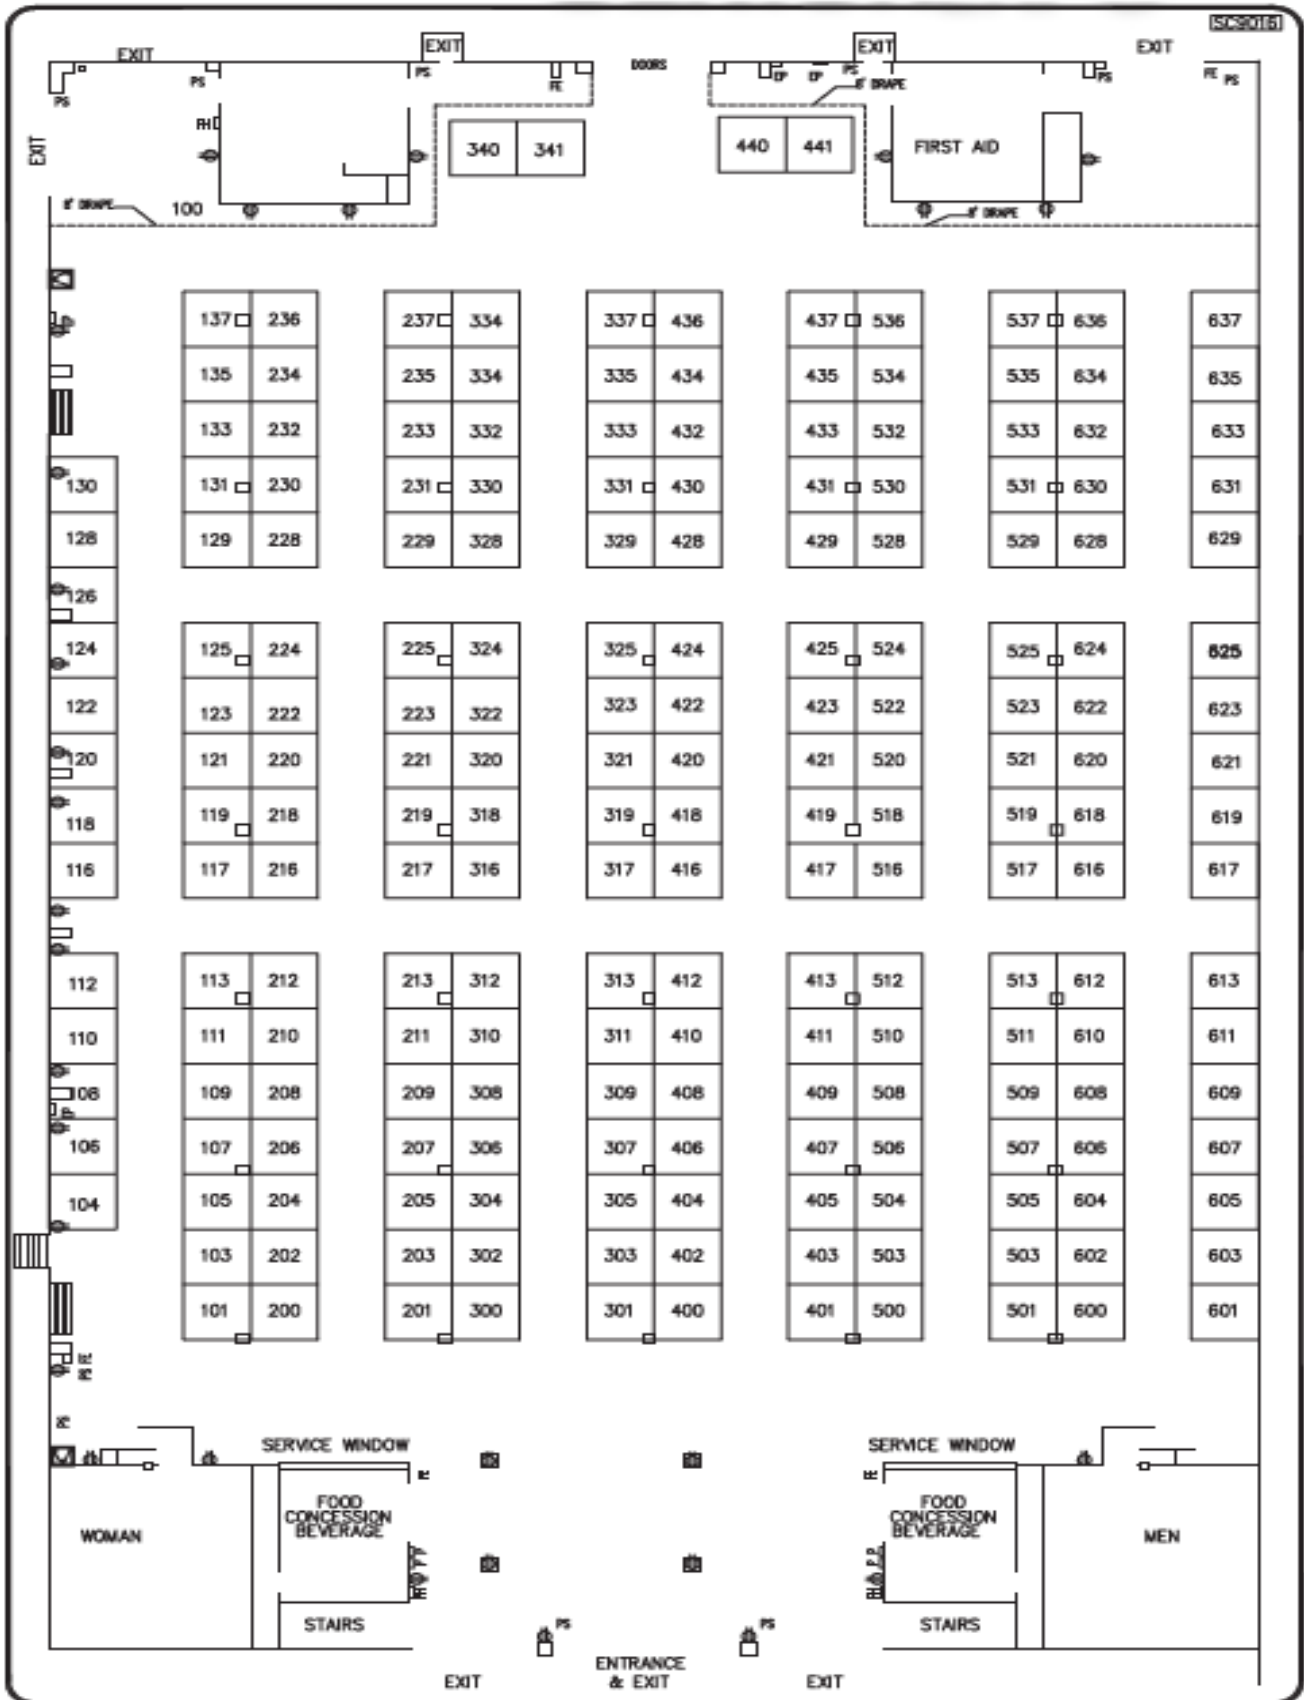 SC39016
EXIT
EXIT
DOORS
EXIT
EXIT
PS
PS
PS
FE
EP
EP
PS
PS
FE
PS
8' DRAPE
FH
EXIT
340 341
440 441
FIRST AID
8' DRAPE
100
8' DRAPE
137 236 237 334 337 436 437 536 537 636 637
135 234 235 334 335 434 435 534 535 634 635
133 232 233 332 333 432 433 532 533 632 633
130 131 230 231 330 331 430 431 530 531 630 631
128 129 228 229 328 329 428 429 528 529 628 629
126
124 125 224 225 324 325 424 425 524 525 624
122 123 222 223 322 323 422 423 522 523 622 623
120 121 220 221 320 321 420 421 520 521 620 621
118 119 218 219 318 319 418 419 518 519 618 619
116 117 216 217 316 317 416 417 516 517 616 617
112 113 212 213 312 313 412 413 512 513 612 613
110 111 210 211 310 311 410 411 510 511 610 611
108 109 208 209 308 309 408 409 508 509 608 609
106 107 206 207 306 307 406 407 506 507 606 607
104 105 204 205 304 305 404 405 504 505 604 605
103 202 203 302 303 402 403 503 503 602 603
101 200 201 300 301 400 401 500 501 600 601
PS FE
SERVICE WINDOW
SERVICE WINDOW
FE
FOOD
CONCESSION
BEVERAGE
FOOD
CONCESSION
BEVERAGE
WOMAN
MEN
P P
P P
FH
FH
STAIRS
PS
PS
STAIRS
ENTRANCE
& EXIT
EXIT
EXIT